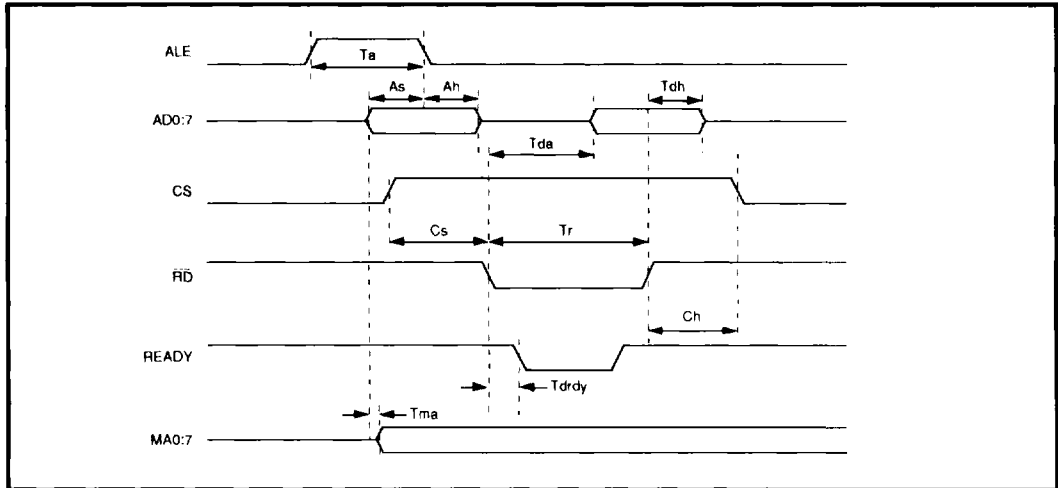 ALE
Ta
As Ah Tdh
AD0:7
Tda
CS
Cs Tr
RD
Ch
READY
Tdrdy
Tma
MA0:7